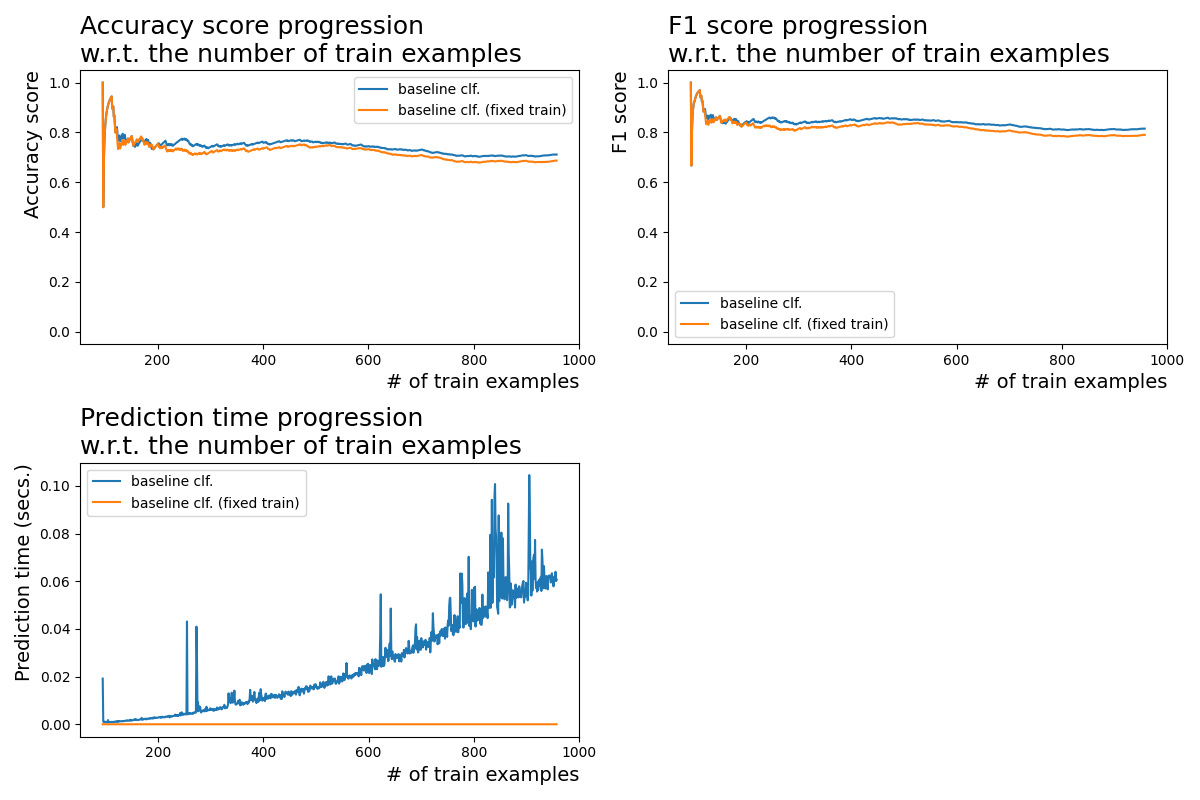 Accuracy score progression
w.r.t. the number of train examples
Accuracy score
1.0
0.8
0.6
0.4
0.2
0.0
baseline clf.
baseline clf. (fixed train)
200
400
600
800
1000
# of train examples
F1 score progression
w.r.t. the number of train examples
F1 score
1.0
0.8
0.6
0.4
0.2
0.0
baseline clf.
baseline clf. (fixed train)
200
400
600
800
1000
# of train examples
Prediction time progression
w.r.t. the number of train examples
Prediction time (secs.)
0.10
0.08
0.06
0.04
0.02
0.00
baseline clf.
baseline clf. (fixed train)
200
400
600
800
1000
# of train examples